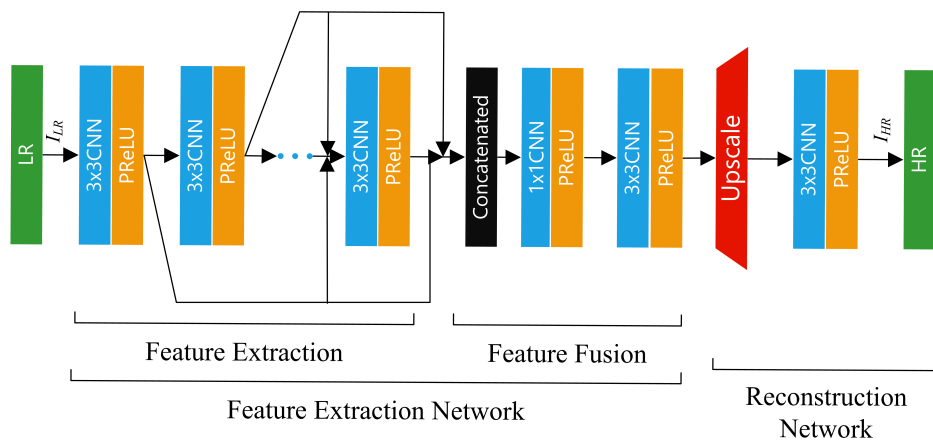 LR
I_LR
3x3CNN
PReLU
3x3CNN
PReLU
3x3CNN
PReLU
Concatenated
1x1CNN
PReLU
3x3CNN
PReLU
Upscale
3x3CNN
PReLU
I_HR
HR
Feature Extraction
Feature Fusion
Feature Extraction Network
Reconstruction
Network